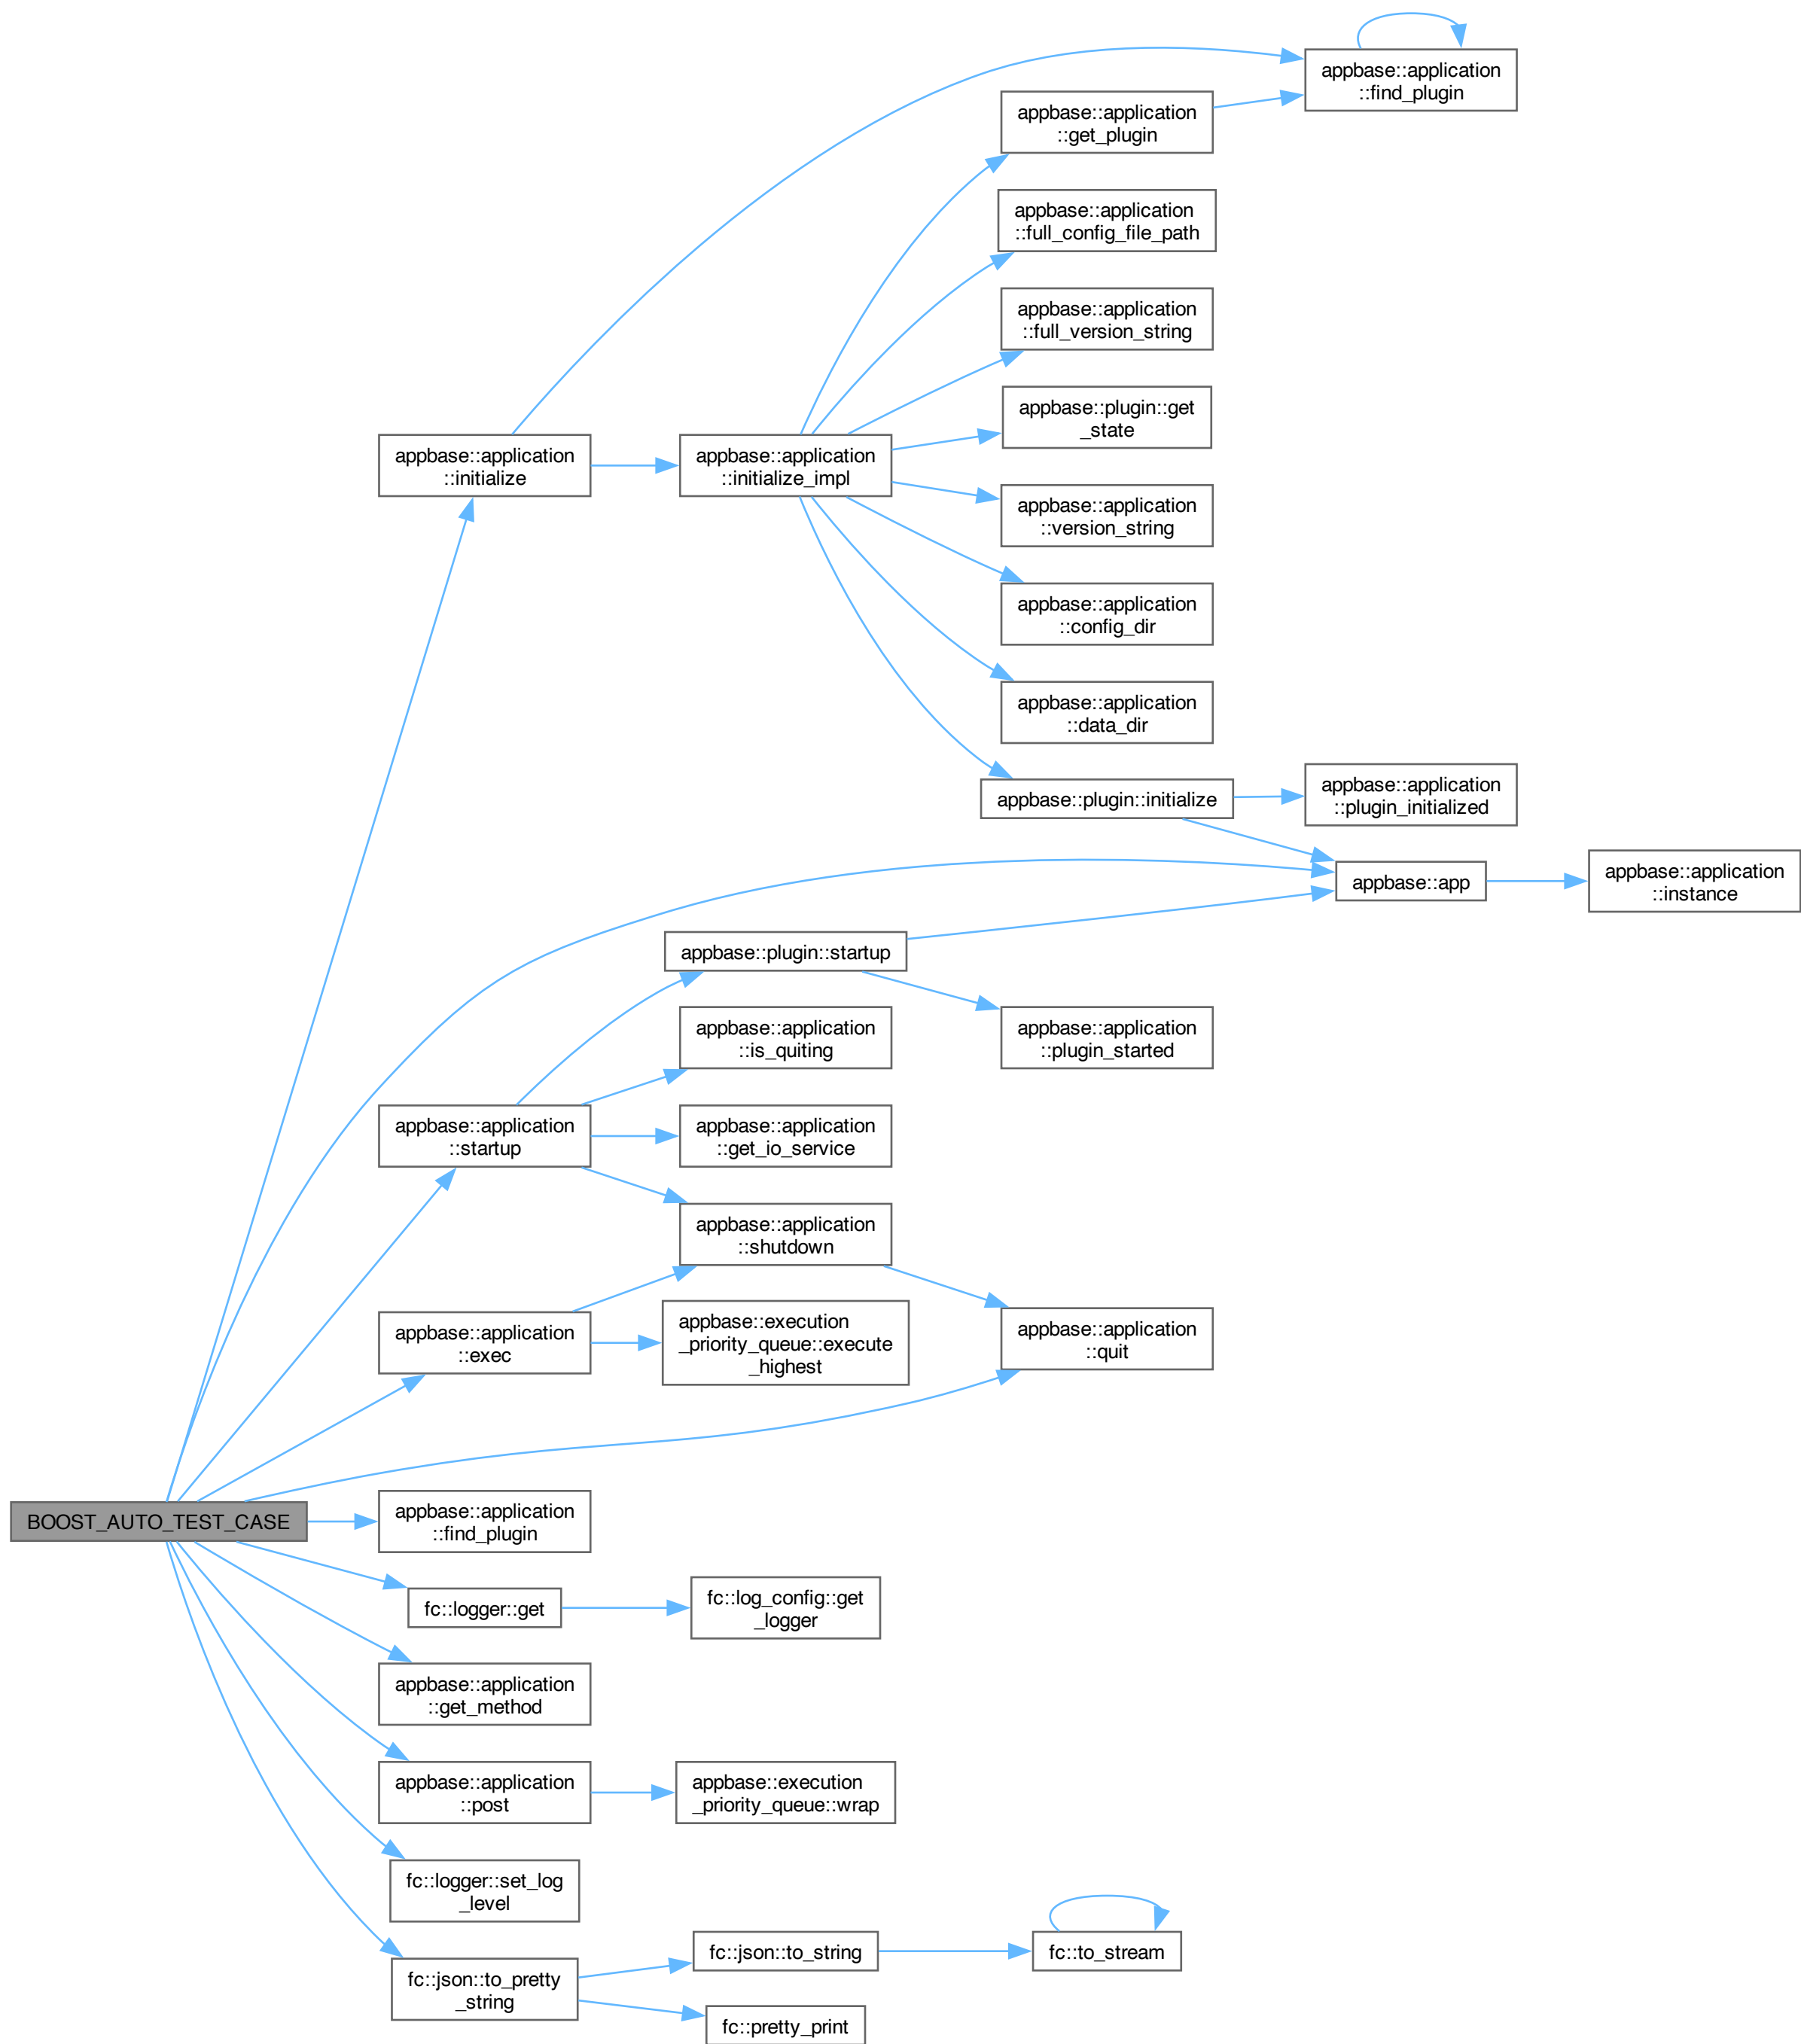 appbase::application
::find_plugin
appbase::application
::get_plugin
appbase::application
::full_config_file_path
appbase::application
::full_version_string
appbase::plugin::get
_state
appbase::application
::initialize
appbase::application
::initialize_impl
appbase::application
::version_string
appbase::application
::config_dir
appbase::application
::data_dir
appbase::plugin::initialize
appbase::application
::plugin_initialized
appbase::app
appbase::application
::instance
appbase::plugin::startup
appbase::application
::is_quiting
appbase::application
::plugin_started
appbase::application
::startup
appbase::application
::get_io_service
appbase::application
::shutdown
appbase::application
::exec
appbase::execution
_priority_queue::execute
_highest
appbase::application
::quit
BOOST_AUTO_TEST_CASE
appbase::application
::find_plugin
fc::logger::get
fc::log_config::get
_logger
appbase::application
::get_method
appbase::application
::post
appbase::execution
_priority_queue::wrap
fc::logger::set_log
_level
fc::json::to_pretty
_string
fc::json::to_string
fc::to_stream
fc::pretty_print